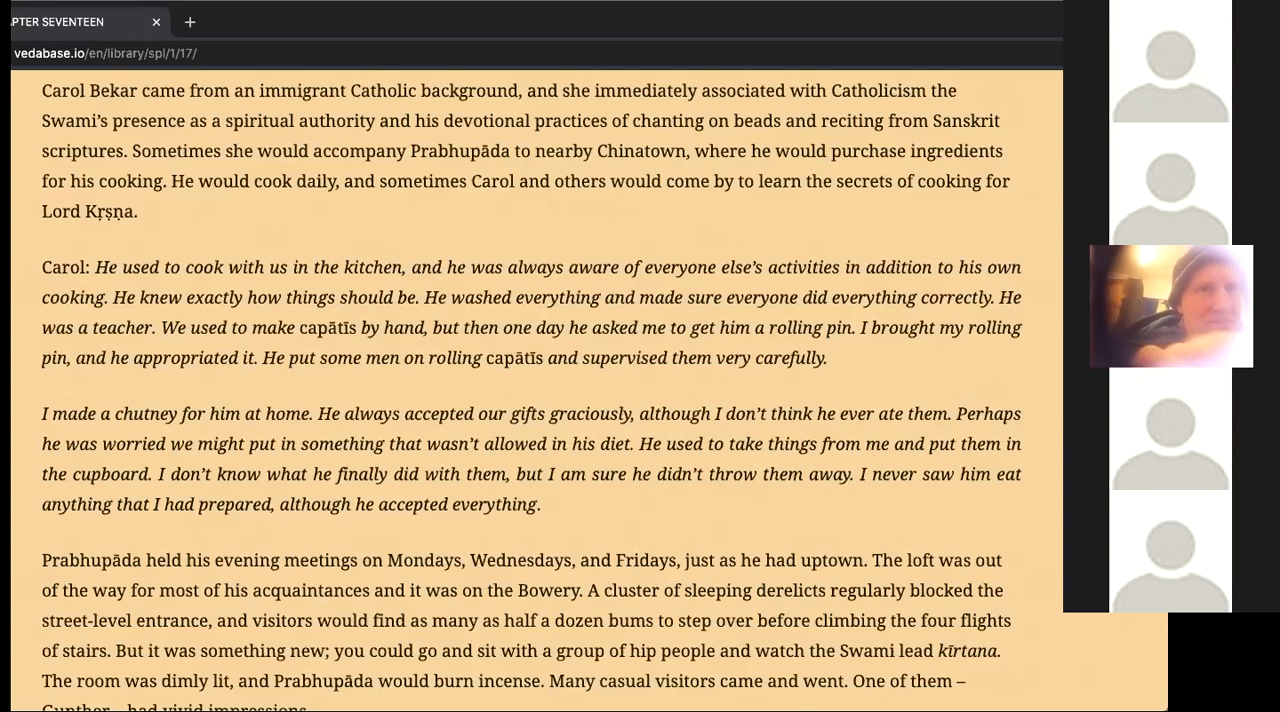 PTER SEVENTEEN
vedabase.io/en/library/spl/1/17/
Carol Bekar came from an immigrant Catholic background, and she immediately associated with Catholicism the
Swami’s presence as a spiritual authority and his devotional practices of chanting on beads and reciting from Sanskrit
scriptures. Sometimes she would accompany Prabhupāda to nearby Chinatown, where he would purchase ingredients
for his cooking. He would cook daily, and sometimes Carol and others would come by to learn the secrets of cooking for
Lord Kṛṣṇa.
Carol: He used to cook with us in the kitchen, and he was always aware of everyone else’s activities in addition to his own
cooking. He knew exactly how things should be. He washed everything and made sure everyone did everything correctly. He
was a teacher. We used to make capātīs by hand, but then one day he asked me to get him a rolling pin. I brought my rolling
pin, and he appropriated it. He put some men on rolling capātīs and supervised them very carefully.
I made a chutney for him at home. He always accepted our gifts graciously, although I don’t think he ever ate them. Perhaps
he was worried we might put in something that wasn’t allowed in his diet. He used to take things from me and put them in
the cupboard. I don’t know what he finally did with them, but I am sure he didn’t throw them away. I never saw him eat
anything that I had prepared, although he accepted everything.
Prabhupāda held his evening meetings on Mondays, Wednesdays, and Fridays, just as he had uptown. The loft was out
of the way for most of his acquaintances and it was on the Bowery. A cluster of sleeping derelicts regularly blocked the
street-level entrance, and visitors would find as many as half a dozen bums to step over before climbing the four flights
of stairs. But it was something new; you could go and sit with a group of hip people and watch the Swami lead kīrtana.
The room was dimly lit, and Prabhupāda would burn incense. Many casual visitors came and went. One of them –
Gunther – had vivid impressions.